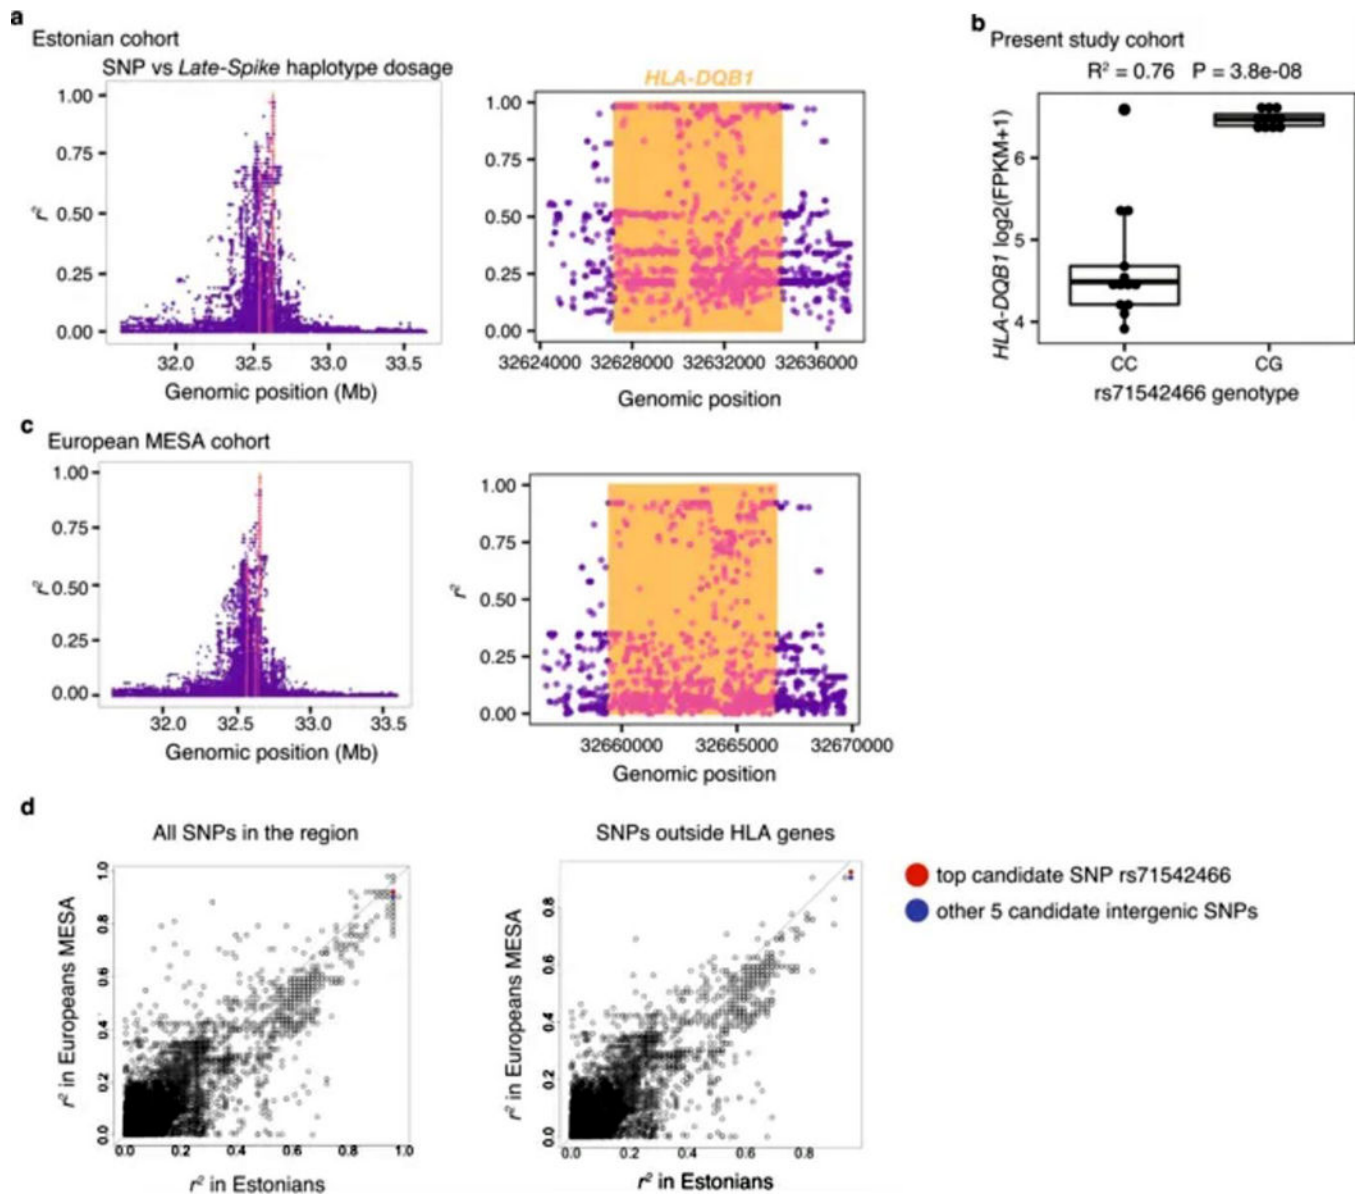 a
Estonian cohort
SNP vs Late-Spike haplotype dosage
1.00
0.75
0.50
0.25
0.00
r²
32.0 32.5 33.0 33.5
Genomic position (Mb)
HLA-DQB1
1.00
0.75
0.50
0.25
0.00
32624000 32628000 32632000 32636000
Genomic position
b
Present study cohort
R² = 0.76 P = 3.8e-08
HLA-DQB1 log2(FPKM+1)
6
5
4
CC CG
rs71542466 genotype
c
European MESA cohort
1.00
0.75
0.50
0.25
0.00
r²
32.0 32.5 33.0 33.5
Genomic position (Mb)
1.00
0.75
0.50
0.25
0.00
r²
32660000 32665000 32670000
Genomic position
d
All SNPs in the region
r² in Europeans MESA
1.0
0.8
0.6
0.4
0.2
0.0
0.0 0.2 0.4 0.6 0.8 1.0
r² in Estonians
SNPs outside HLA genes
r² in Europeans MESA
0.8
0.6
0.4
0.2
0.0
0.0 0.2 0.4 0.6 0.8
r² in Estonians
top candidate SNP rs71542466
other 5 candidate intergenic SNPs